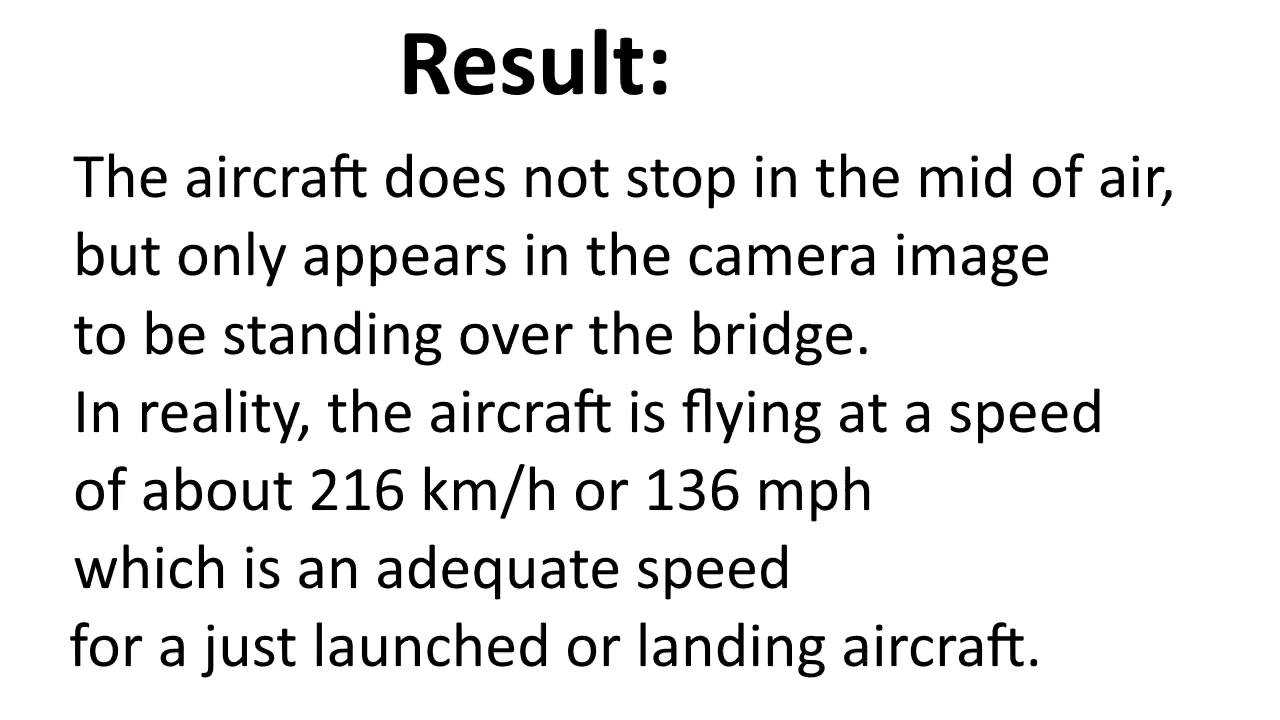 Result:
The aircraft does not stop in the mid of air,
but only appears in the camera image
to be standing over the bridge.
In reality, the aircraft is flying at a speed
of about 216 km/h or 136 mph
which is an adequate speed
for a just launched or landing aircraft.